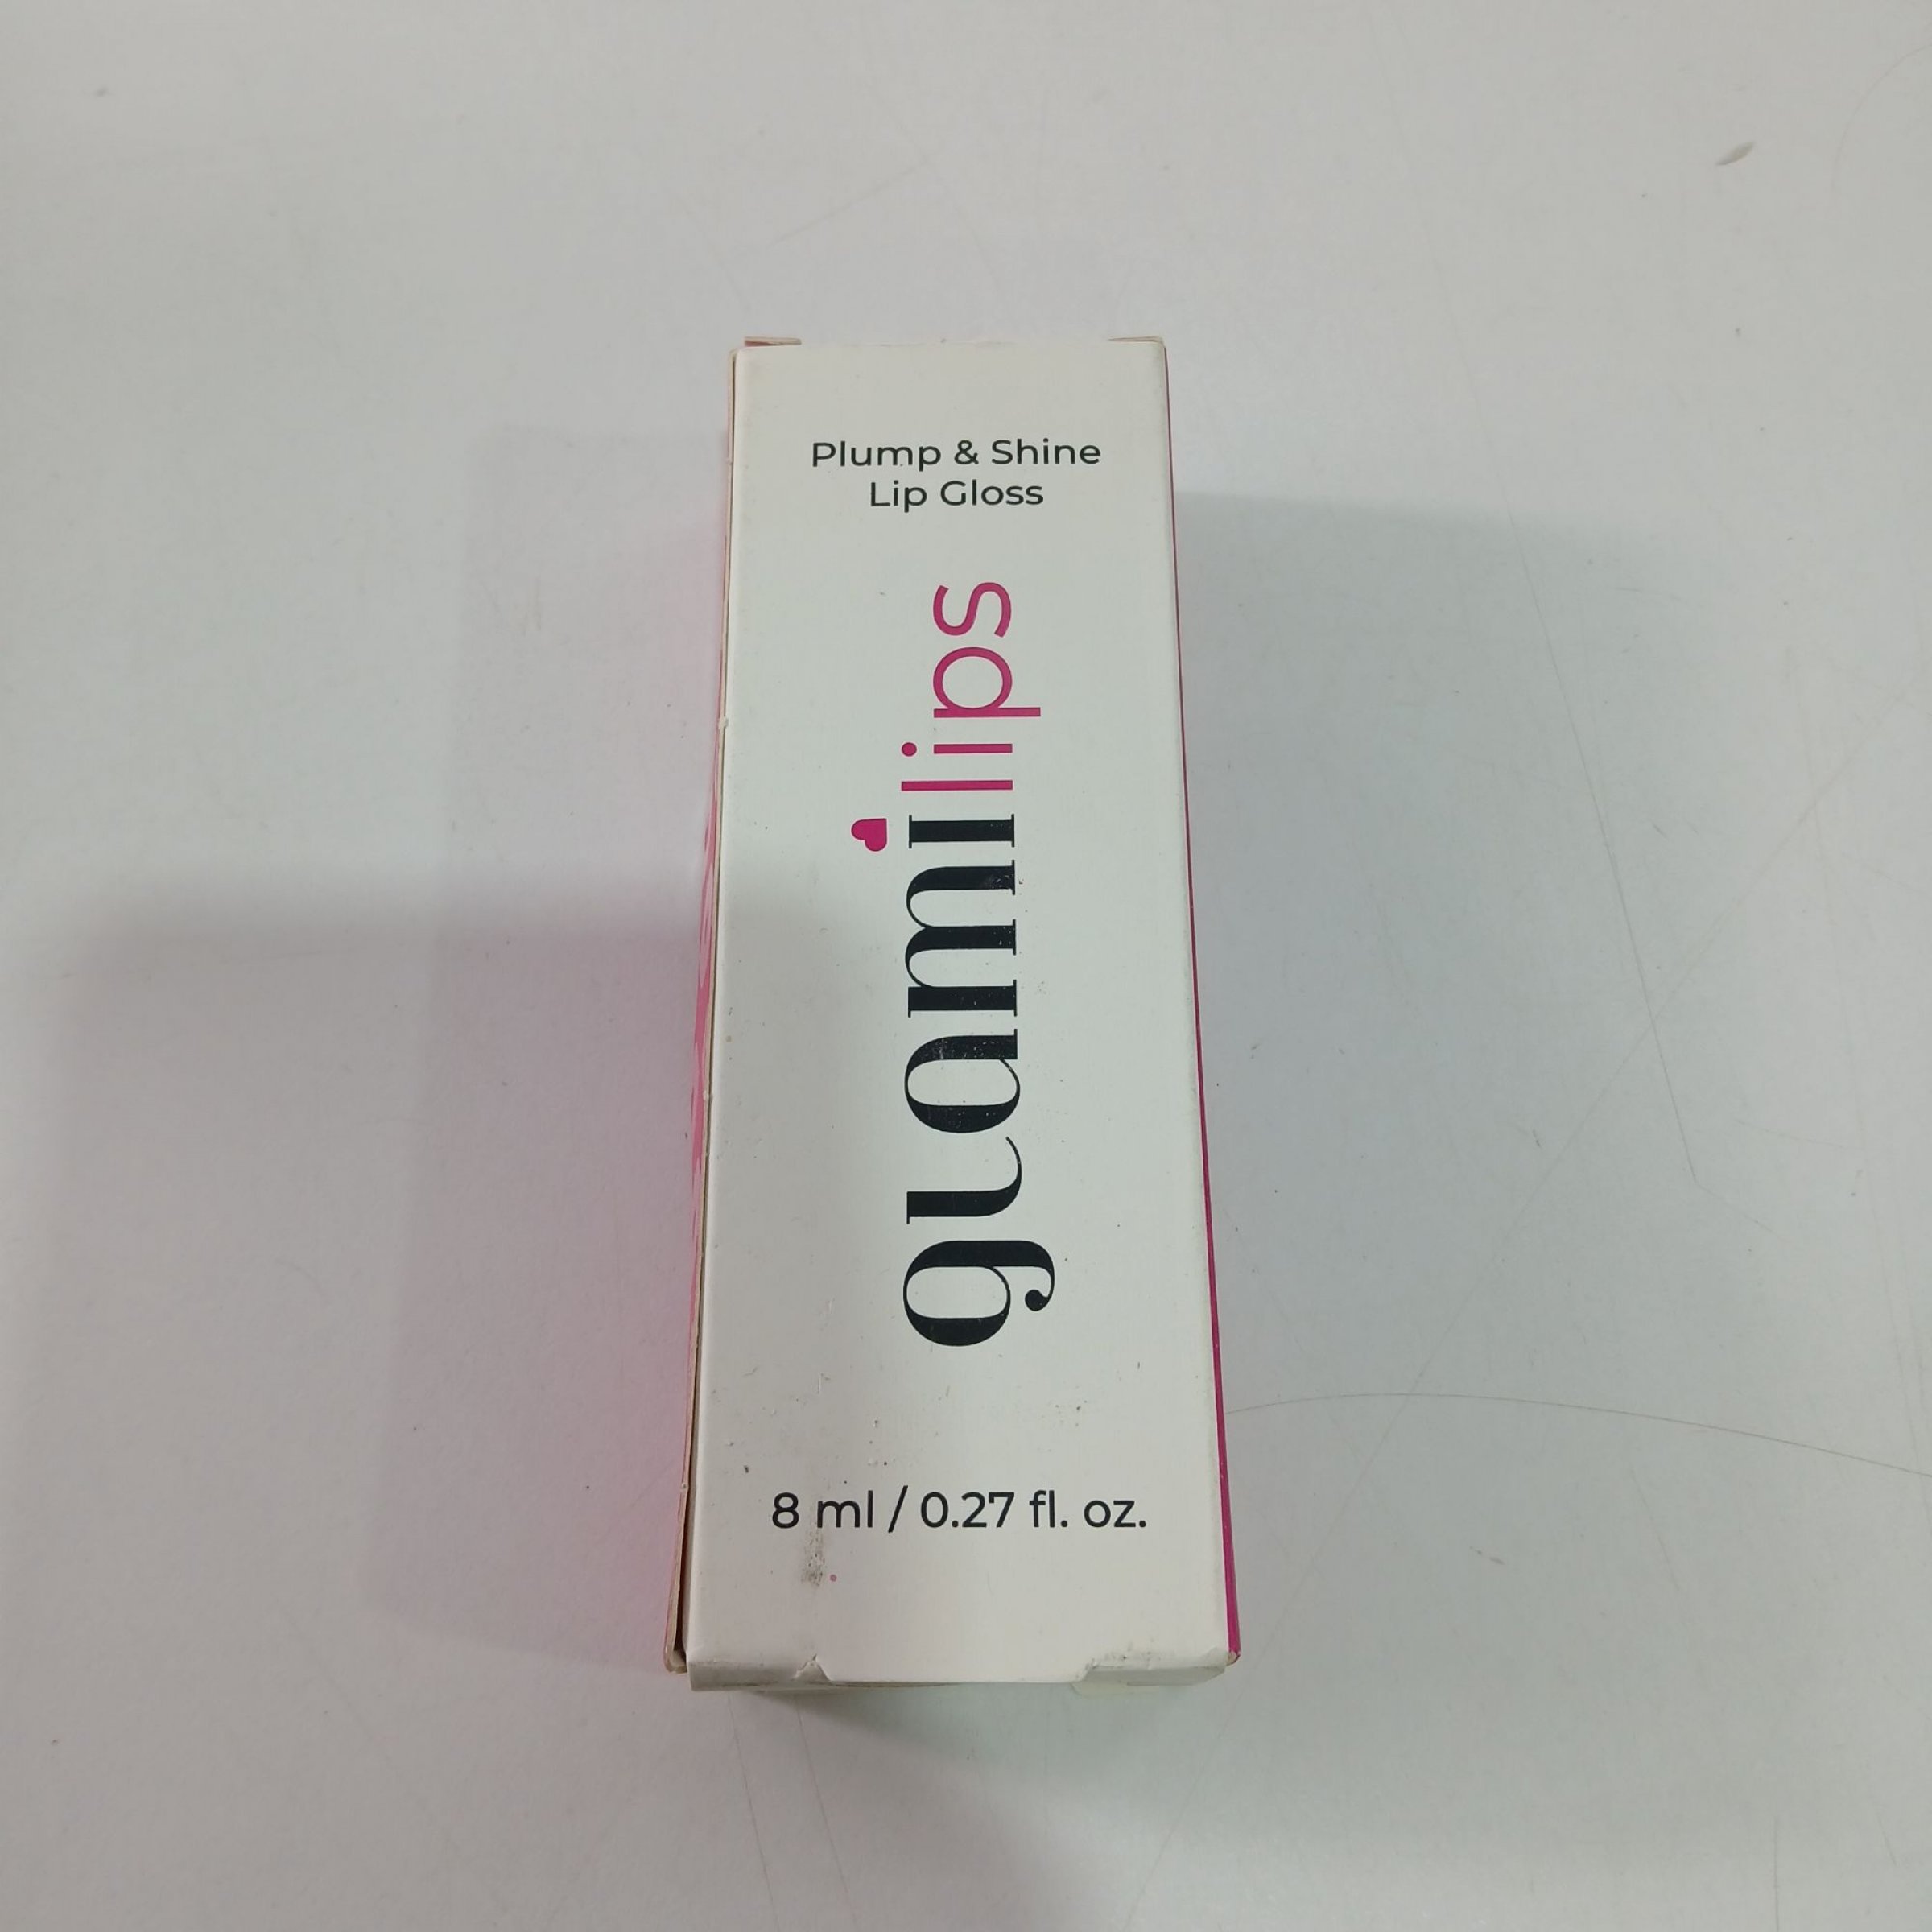 Plump & Shine
Lip Gloss
glamilips
8 ml / 0.27 fl. oz.